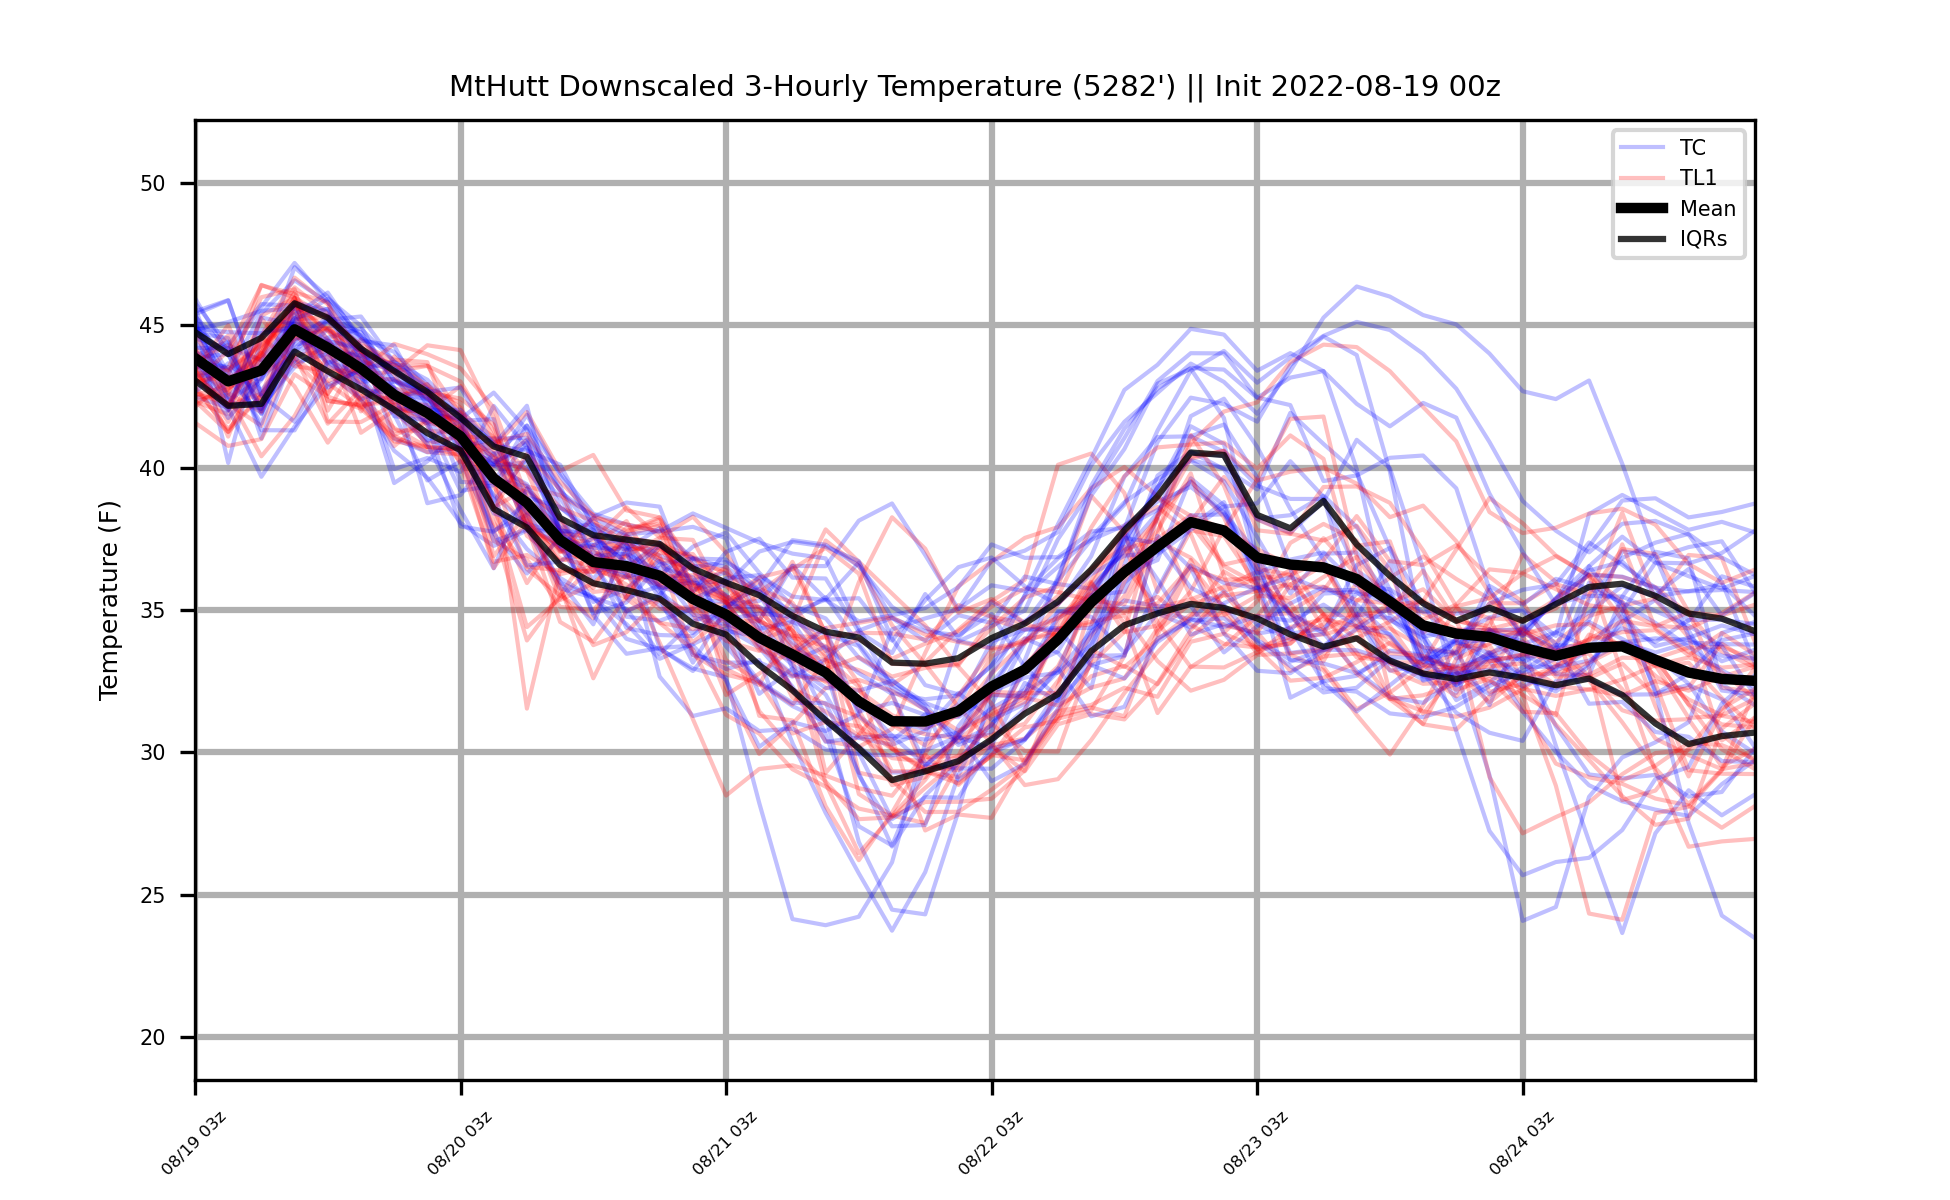 MtHutt Downscaled 3-Hourly Temperature (5282') || Init 2022-08-19 00z
TC
TL1
Mean
IQRs
Temperature (F)
50
45
40
35
30
25
20
08/19 03z
08/20 03z
08/21 03z
08/22 03z
08/23 03z
08/24 03z